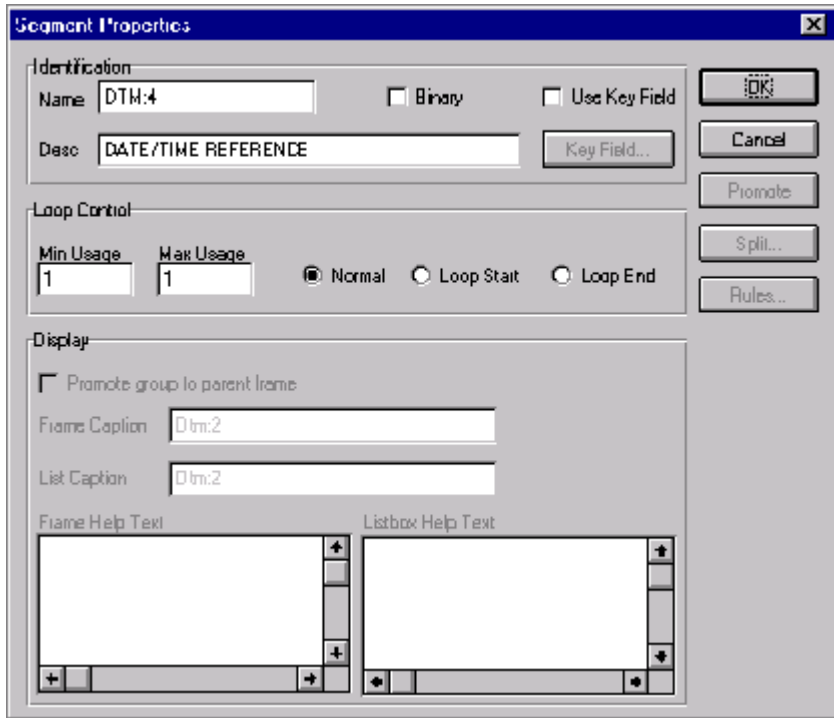 Segment Properties
Identification
Name DTM:4 Binary Use Key Field
Desc DATE/TIME REFERENCE Key Field...
OK
Cancel
Promote
Split...
Rules...
Loop Control
Min Usage Max Usage
1 1 Normal Loop Start Loop End
Display
Promote group to parent frame
Frame Caption Dtm:2
List Caption Dtm:2
Frame Help Text Listbox Help Text